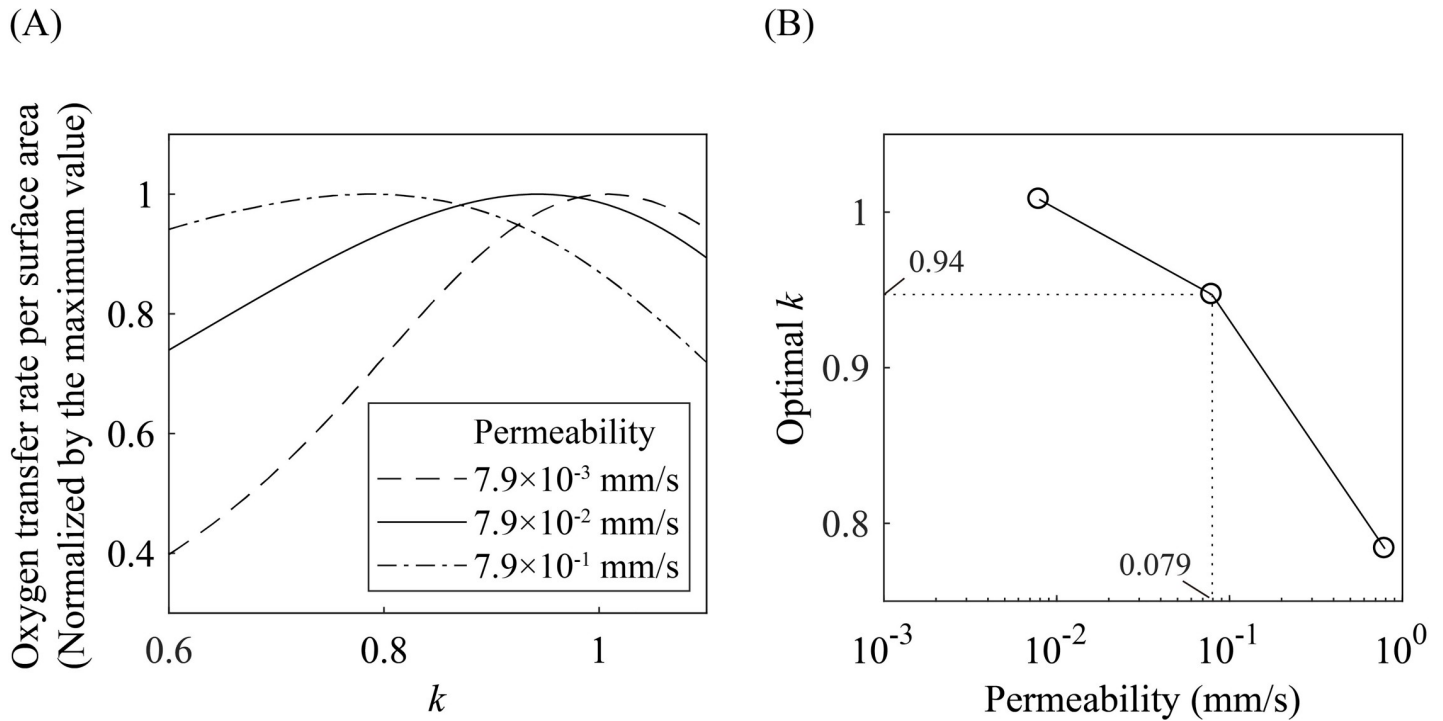 (A)
Oxygen transfer rate per surface area
(Normalized by the maximum value)
1
0.8
0.6
0.4
0.6
0.8
1
k
Permeability
7.9×10⁻³ mm/s
7.9×10⁻² mm/s
7.9×10⁻¹ mm/s
(B)
Optimal k
1
0.9
0.8
0.94
0.079
10⁻³
10⁻²
10⁻¹
10⁰
Permeability (mm/s)